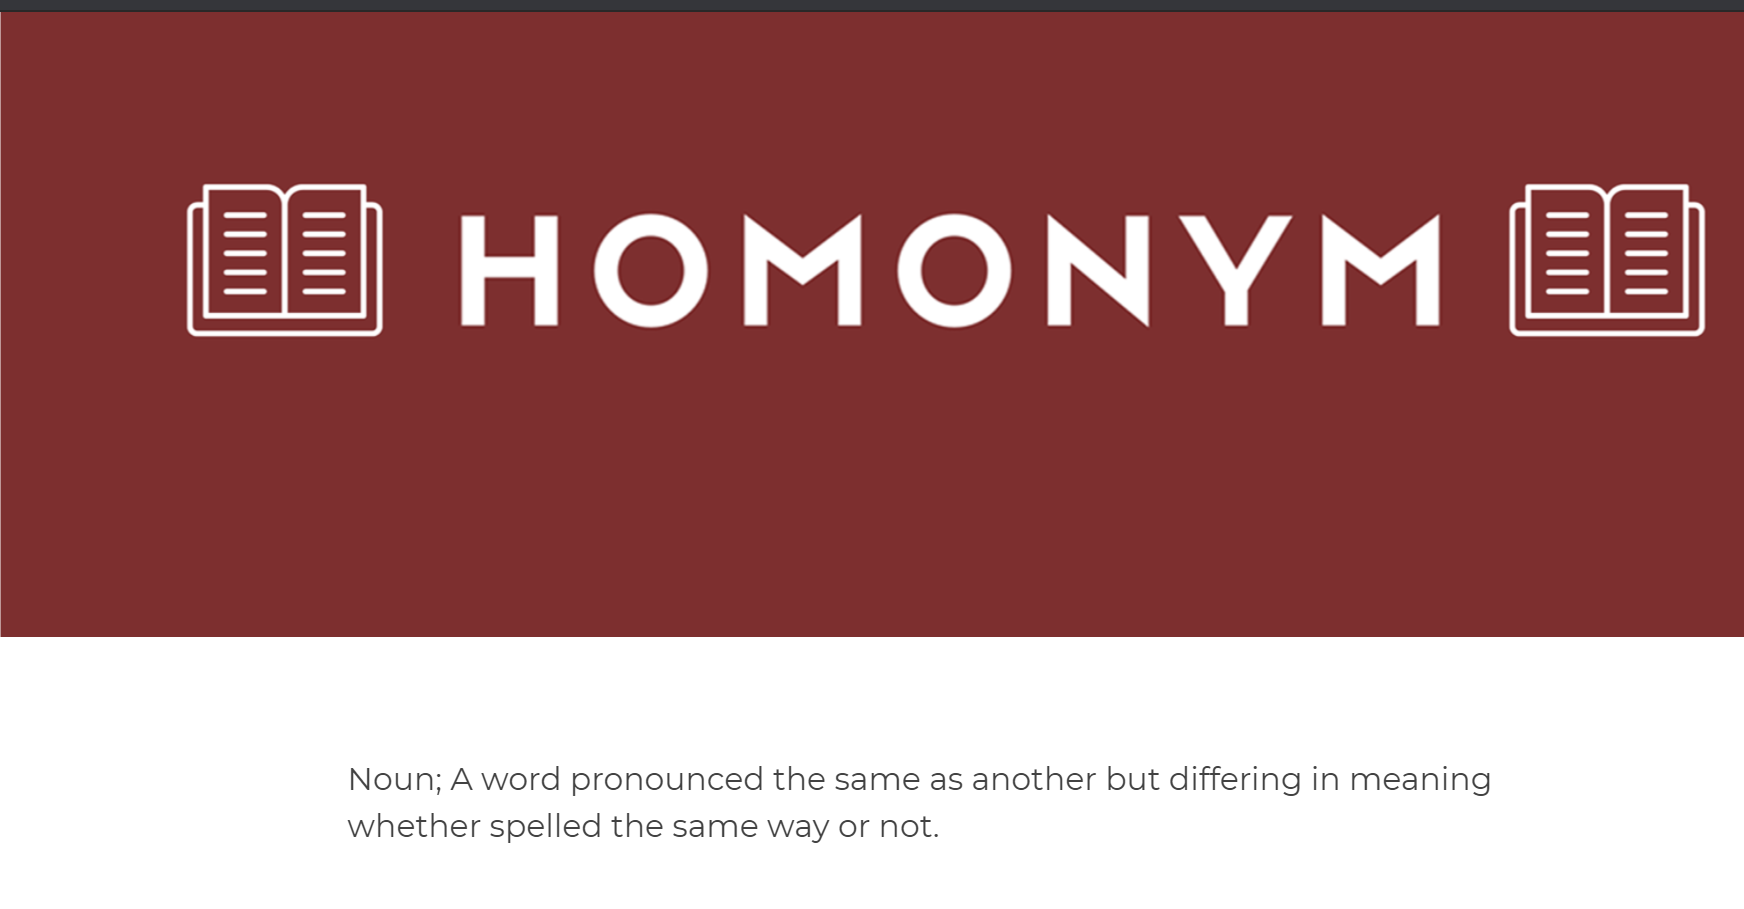 HOMONYM
Noun; A word pronounced the same as another but differing in meaning
whether spelled the same way or not.